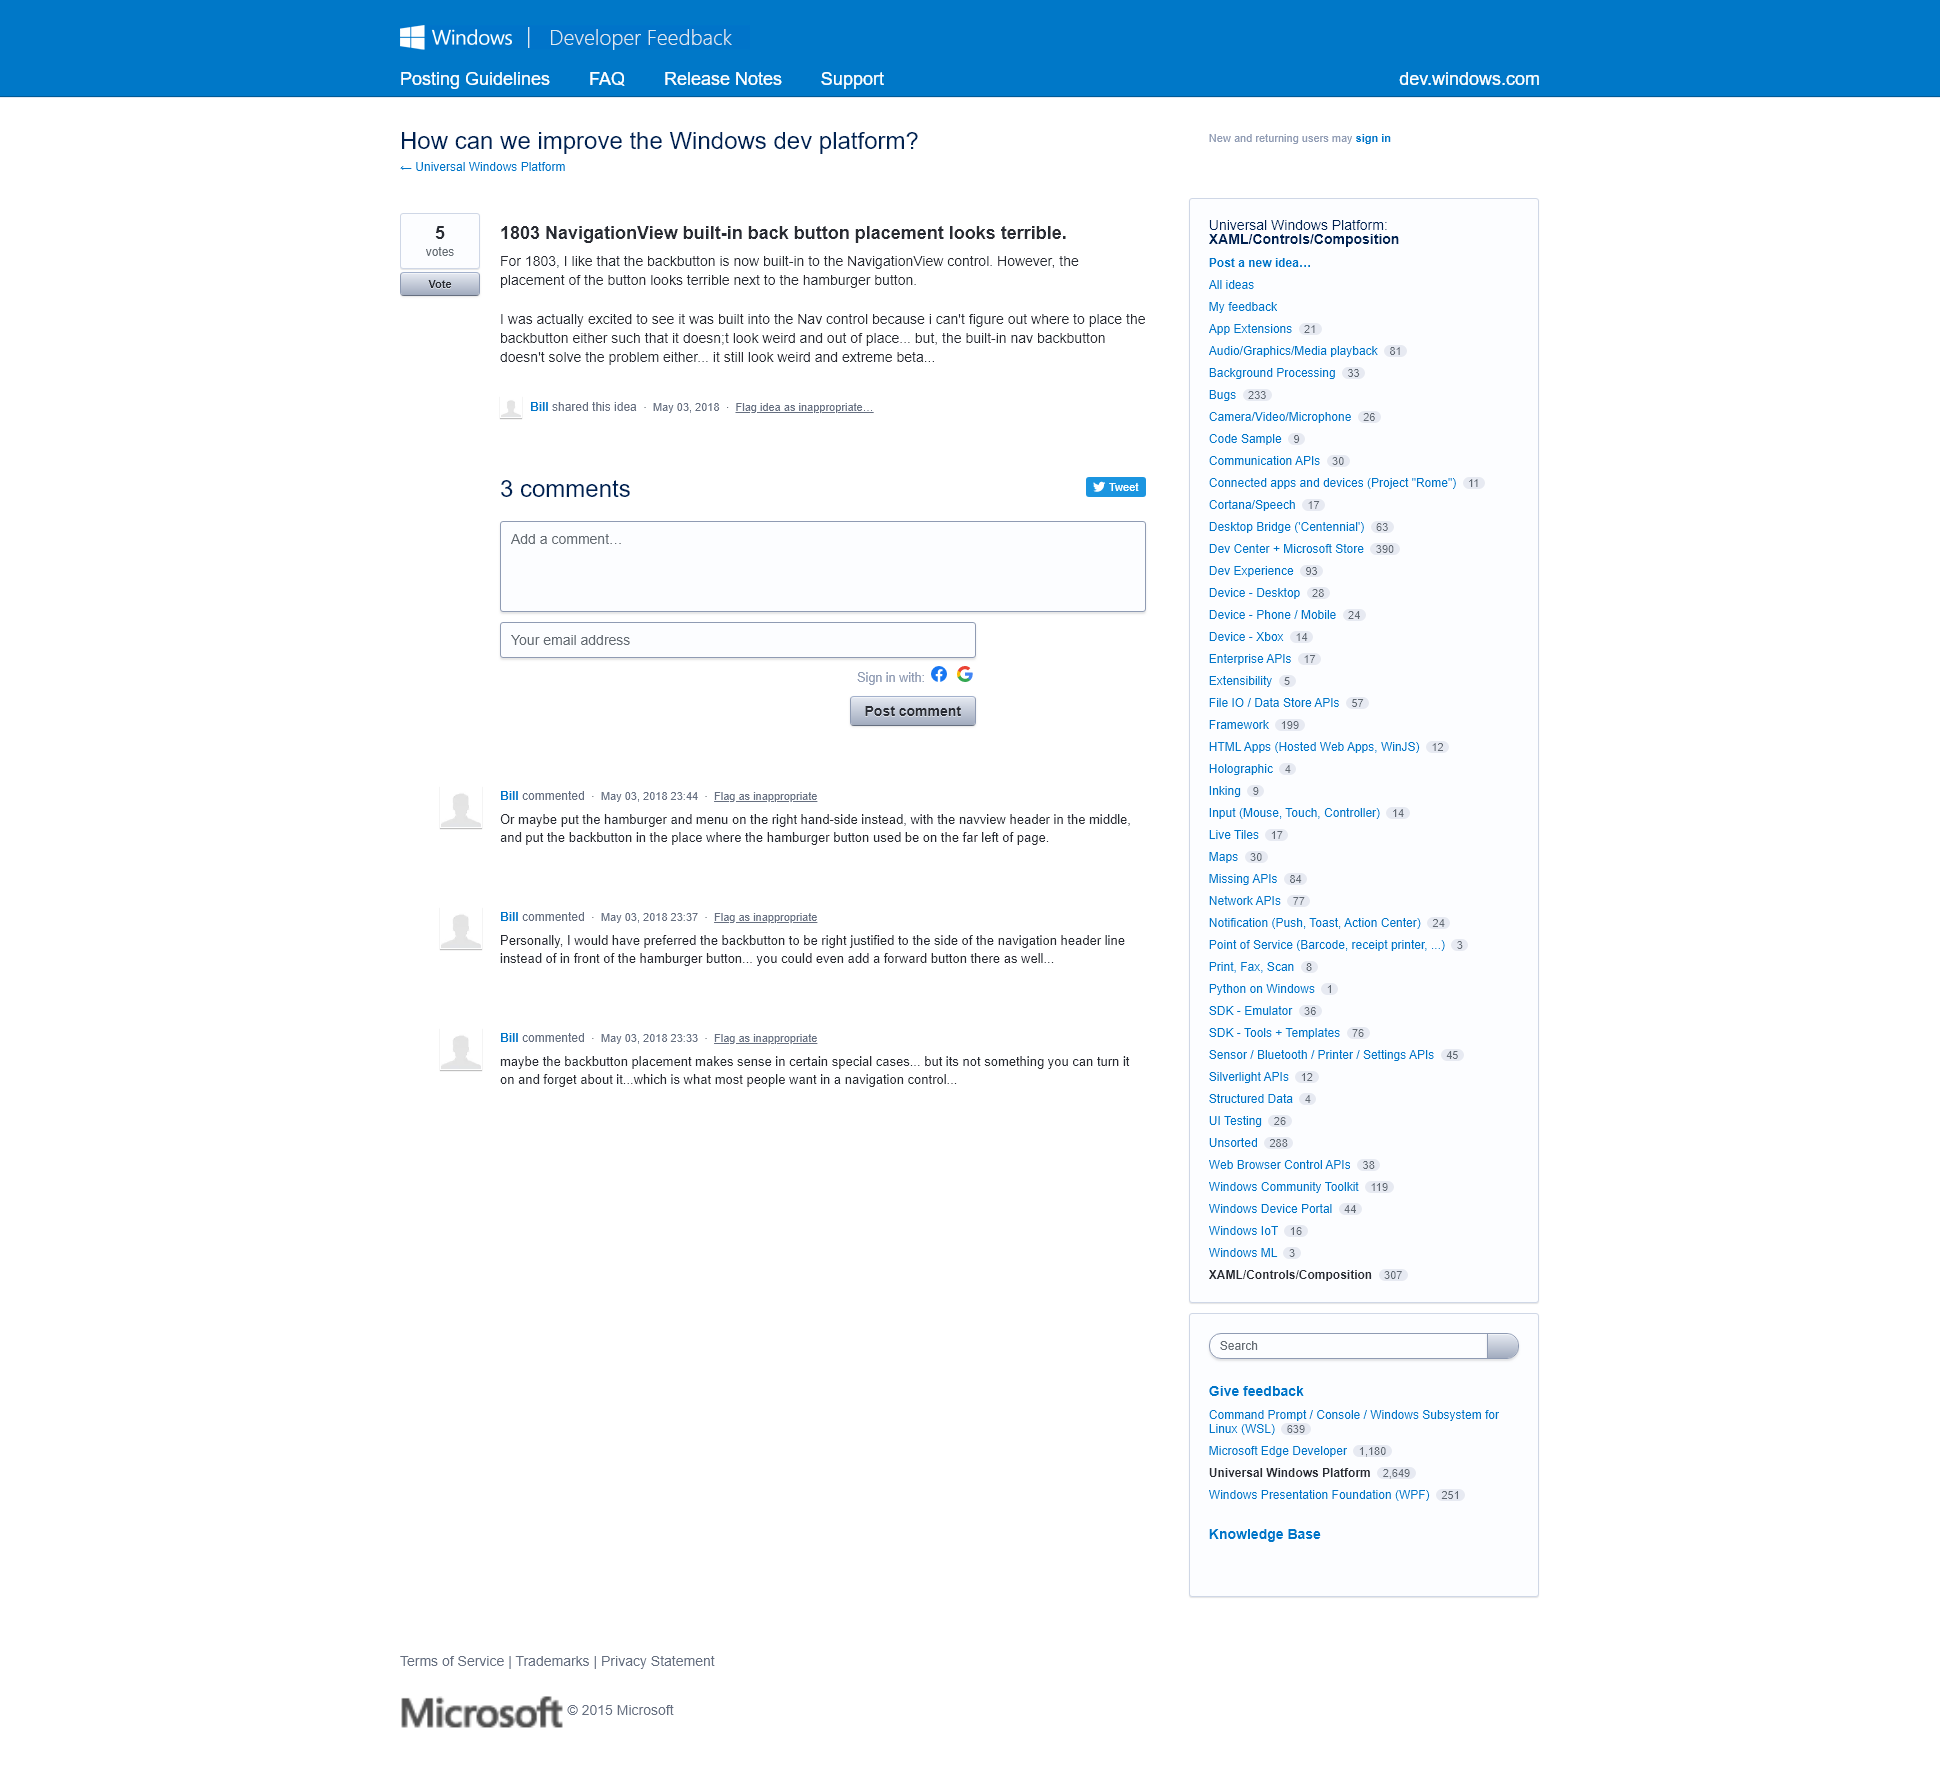 Windows | Developer Feedback
Posting Guidelines FAQ Release Notes Support dev.windows.com
How can we improve the Windows dev platform?
← Universal Windows Platform
New and returning users may sign in
5
votes
Vote
1803 NavigationView built-in back button placement looks terrible.
For 1803, I like that the backbutton is now built-in to the NavigationView control. However, the
placement of the button looks terrible next to the hamburger button.
I was actually excited to see it was built into the Nav control because i can't figure out where to place the
backbutton either such that it doesn;t look weird and out of place... but, the built-in nav backbutton
doesn't solve the problem either... it still look weird and extreme beta...
Bill shared this idea · May 03, 2018 · Flag idea as inappropriate…
3 comments
Tweet
Add a comment…
Your email address
Sign in with:
Post comment
Bill commented · May 03, 2018 23:44 · Flag as inappropriate
Or maybe put the hamburger and menu on the right hand-side instead, with the navview header in the middle,
and put the backbutton in the place where the hamburger button used be on the far left of page.
Bill commented · May 03, 2018 23:37 · Flag as inappropriate
Personally, I would have preferred the backbutton to be right justified to the side of the navigation header line
instead of in front of the hamburger button... you could even add a forward button there as well...
Bill commented · May 03, 2018 23:33 · Flag as inappropriate
maybe the backbutton placement makes sense in certain special cases... but its not something you can turn it
on and forget about it...which is what most people want in a navigation control...
Universal Windows Platform:
XAML/Controls/Composition
Post a new idea…
All ideas
My feedback
App Extensions 21
Audio/Graphics/Media playback 81
Background Processing 33
Bugs 233
Camera/Video/Microphone 26
Code Sample 9
Communication APIs 30
Connected apps and devices (Project "Rome") 11
Cortana/Speech 17
Desktop Bridge ('Centennial') 63
Dev Center + Microsoft Store 390
Dev Experience 93
Device - Desktop 28
Device - Phone / Mobile 24
Device - Xbox 14
Enterprise APIs 17
Extensibility 5
File IO / Data Store APIs 57
Framework 199
HTML Apps (Hosted Web Apps, WinJS) 12
Holographic 4
Inking 9
Input (Mouse, Touch, Controller) 14
Live Tiles 17
Maps 30
Missing APIs 84
Network APIs 77
Notification (Push, Toast, Action Center) 24
Point of Service (Barcode, receipt printer, ...) 3
Print, Fax, Scan 8
Python on Windows 1
SDK - Emulator 36
SDK - Tools + Templates 76
Sensor / Bluetooth / Printer / Settings APIs 45
Silverlight APIs 12
Structured Data 4
UI Testing 26
Unsorted 288
Web Browser Control APIs 38
Windows Community Toolkit 119
Windows Device Portal 44
Windows IoT 16
Windows ML 3
XAML/Controls/Composition 307
Search
Give feedback
Command Prompt / Console / Windows Subsystem for
Linux (WSL) 639
Microsoft Edge Developer 1,180
Universal Windows Platform 2,649
Windows Presentation Foundation (WPF) 251
Knowledge Base
Terms of Service | Trademarks | Privacy Statement
Microsoft © 2015 Microsoft